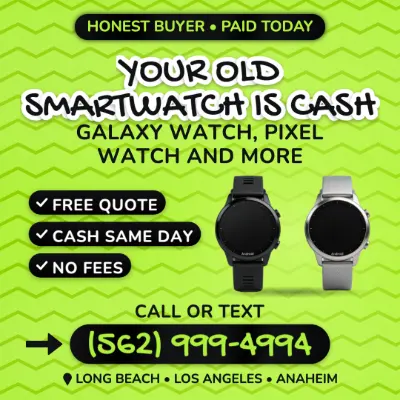 HONEST BUYER • PAID TODAY
YOUR OLD
SMARTWATCH IS CASH
GALAXY WATCH, PIXEL
WATCH AND MORE
FREE QUOTE
CASH SAME DAY
NO FEES
CALL OR TEXT
(562) 999-4994
LONG BEACH • LOS ANGELES • ANAHEIM